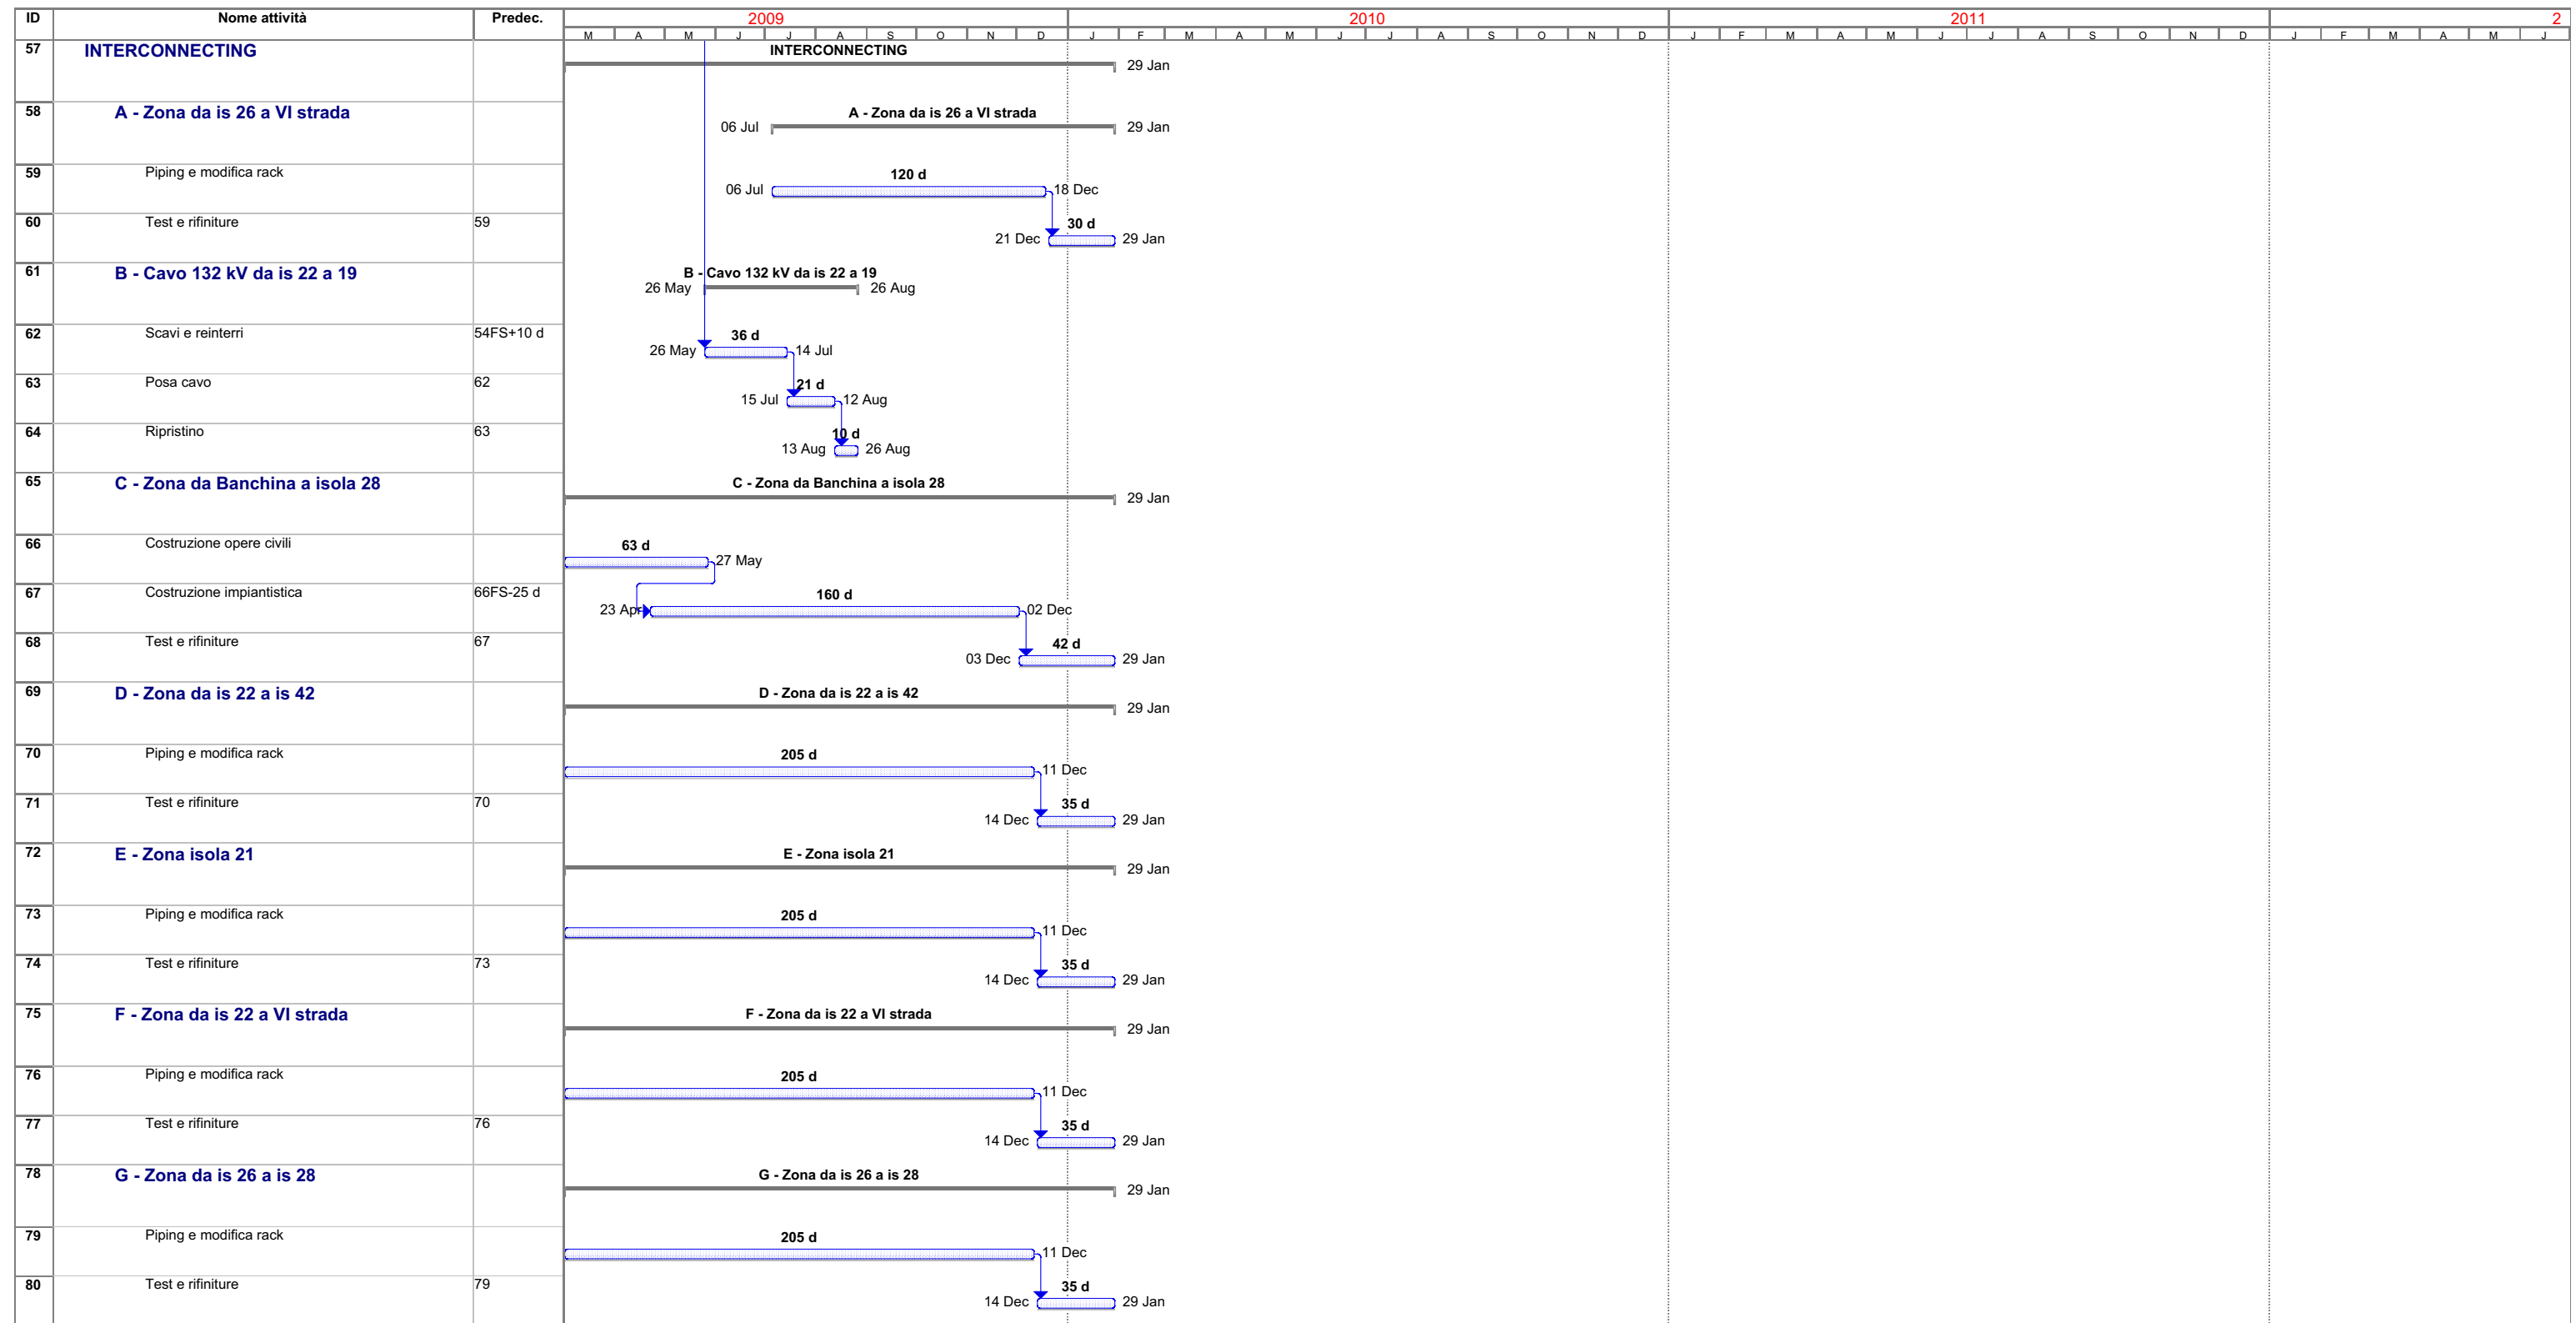 ID Nome attività Predec. 2009 2010 2011 2
M A M J J A S O N D J F M A M J J A S O N D J F M A M J J A S O N D J F M A M J
57 INTERCONNECTING INTERCONNECTING
29 Jan
58 A - Zona da is 26 a VI strada A - Zona da is 26 a VI strada
06 Jul 29 Jan
59 Piping e modifica rack 120 d
06 Jul 18 Dec
60 Test e rifiniture 59 30 d
21 Dec 29 Jan
61 B - Cavo 132 kV da is 22 a 19 B - Cavo 132 kV da is 22 a 19
26 May 26 Aug
62 Scavi e reinterri 54FS+10 d 36 d
26 May 14 Jul
63 Posa cavo 62 21 d
15 Jul 12 Aug
64 Ripristino 63 10 d
13 Aug 26 Aug
65 C - Zona da Banchina a isola 28 C - Zona da Banchina a isola 28
29 Jan
66 Costruzione opere civili 63 d
27 May
67 Costruzione impiantistica 66FS-25 d 160 d
23 Apr 02 Dec
68 Test e rifiniture 67 42 d
03 Dec 29 Jan
69 D - Zona da is 22 a is 42 D - Zona da is 22 a is 42
29 Jan
70 Piping e modifica rack 205 d
11 Dec
71 Test e rifiniture 70 35 d
14 Dec 29 Jan
72 E - Zona isola 21 E - Zona isola 21
29 Jan
73 Piping e modifica rack 205 d
11 Dec
74 Test e rifiniture 73 35 d
14 Dec 29 Jan
75 F - Zona da is 22 a VI strada F - Zona da is 22 a VI strada
29 Jan
76 Piping e modifica rack 205 d
11 Dec
77 Test e rifiniture 76 35 d
14 Dec 29 Jan
78 G - Zona da is 26 a is 28 G - Zona da is 26 a is 28
29 Jan
79 Piping e modifica rack 205 d
11 Dec
80 Test e rifiniture 79 35 d
14 Dec 29 Jan